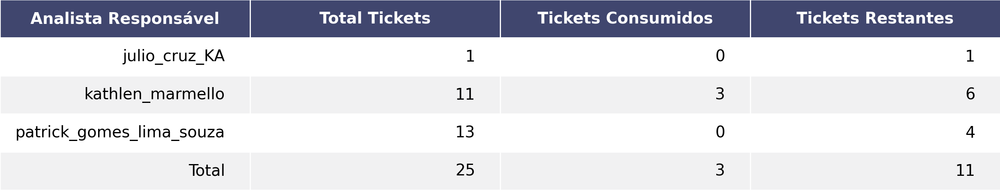 Analista Responsável Total Tickets Tickets Consumidos Tickets Restantes
julio_cruz_KA 1 0 1
kathlen_marmello 11 3 6
patrick_gomes_lima_souza 13 0 4
Total 25 3 11